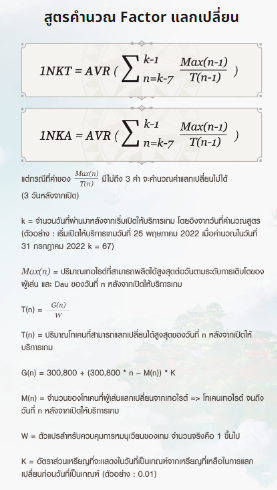 สูตรคำนวณ Factor แลกเปลี่ยน
1NKT = AVR ( ∑ k-1 n=k-7 Max(n-1) / T(n-1) )
1NKA = AVR ( ∑ k-1 n=k-7 Max(n-1) / T(n-1) )
แต่กรณีที่ค่าของ Max(n) / T(n) มีไม่ถึง 3 ค่า จะคำนวณค่าแลกเปลี่ยนไม่ได้
(3 วันหลังจากเปิด)
k = จำนวนวันที่ผ่านมาหลังจากเริ่มเปิดให้บริการเกม โดยอิงจากวันที่คำนวณสูตร
(ตัวอย่าง : เริ่มเปิดให้บริการเกมวันที่ 25 พฤษภาคม 2022 เมื่อคำนวณในวันที่
31 กรกฎาคม 2022 k = 67)
Max(n) = ปริมาณเทอไรต์ที่สามารถผลิตได้สูงสุดต่อวันตามระดับการเติบโตของ
ผู้เล่น และ Dau ของวันที่ n หลังจากเปิดให้บริการเกม
T(n) = G(n) / W
T(n) = ปริมาณโทเคนที่สามารถแลกเปลี่ยนได้สูงสุดของวันที่ n หลังจากเปิดให้
บริการเกม
G(n) = 300,800 + (300,800 * n – M(n)) * K
M(n) = จำนวนของโทเคนที่ผู้เล่นแลกเปลี่ยนจากเทอไรต์ => โทเคนเทอไรต์ จนถึง
วันที่ n หลังจากเปิดให้บริการเกม
W = ตัวแปรสำหรับควบคุมการหมุนเวียนของเกม จำนวนจริงคือ 1 ขึ้นไป
K = อัตราส่วนเหรียญที่จะแสดงในวันที่เป็นเกณฑ์จากเหรียญที่เหลือในการแลก
เปลี่ยนก่อนวันที่เป็นเกณฑ์ (ตัวอย่าง : 0.01)